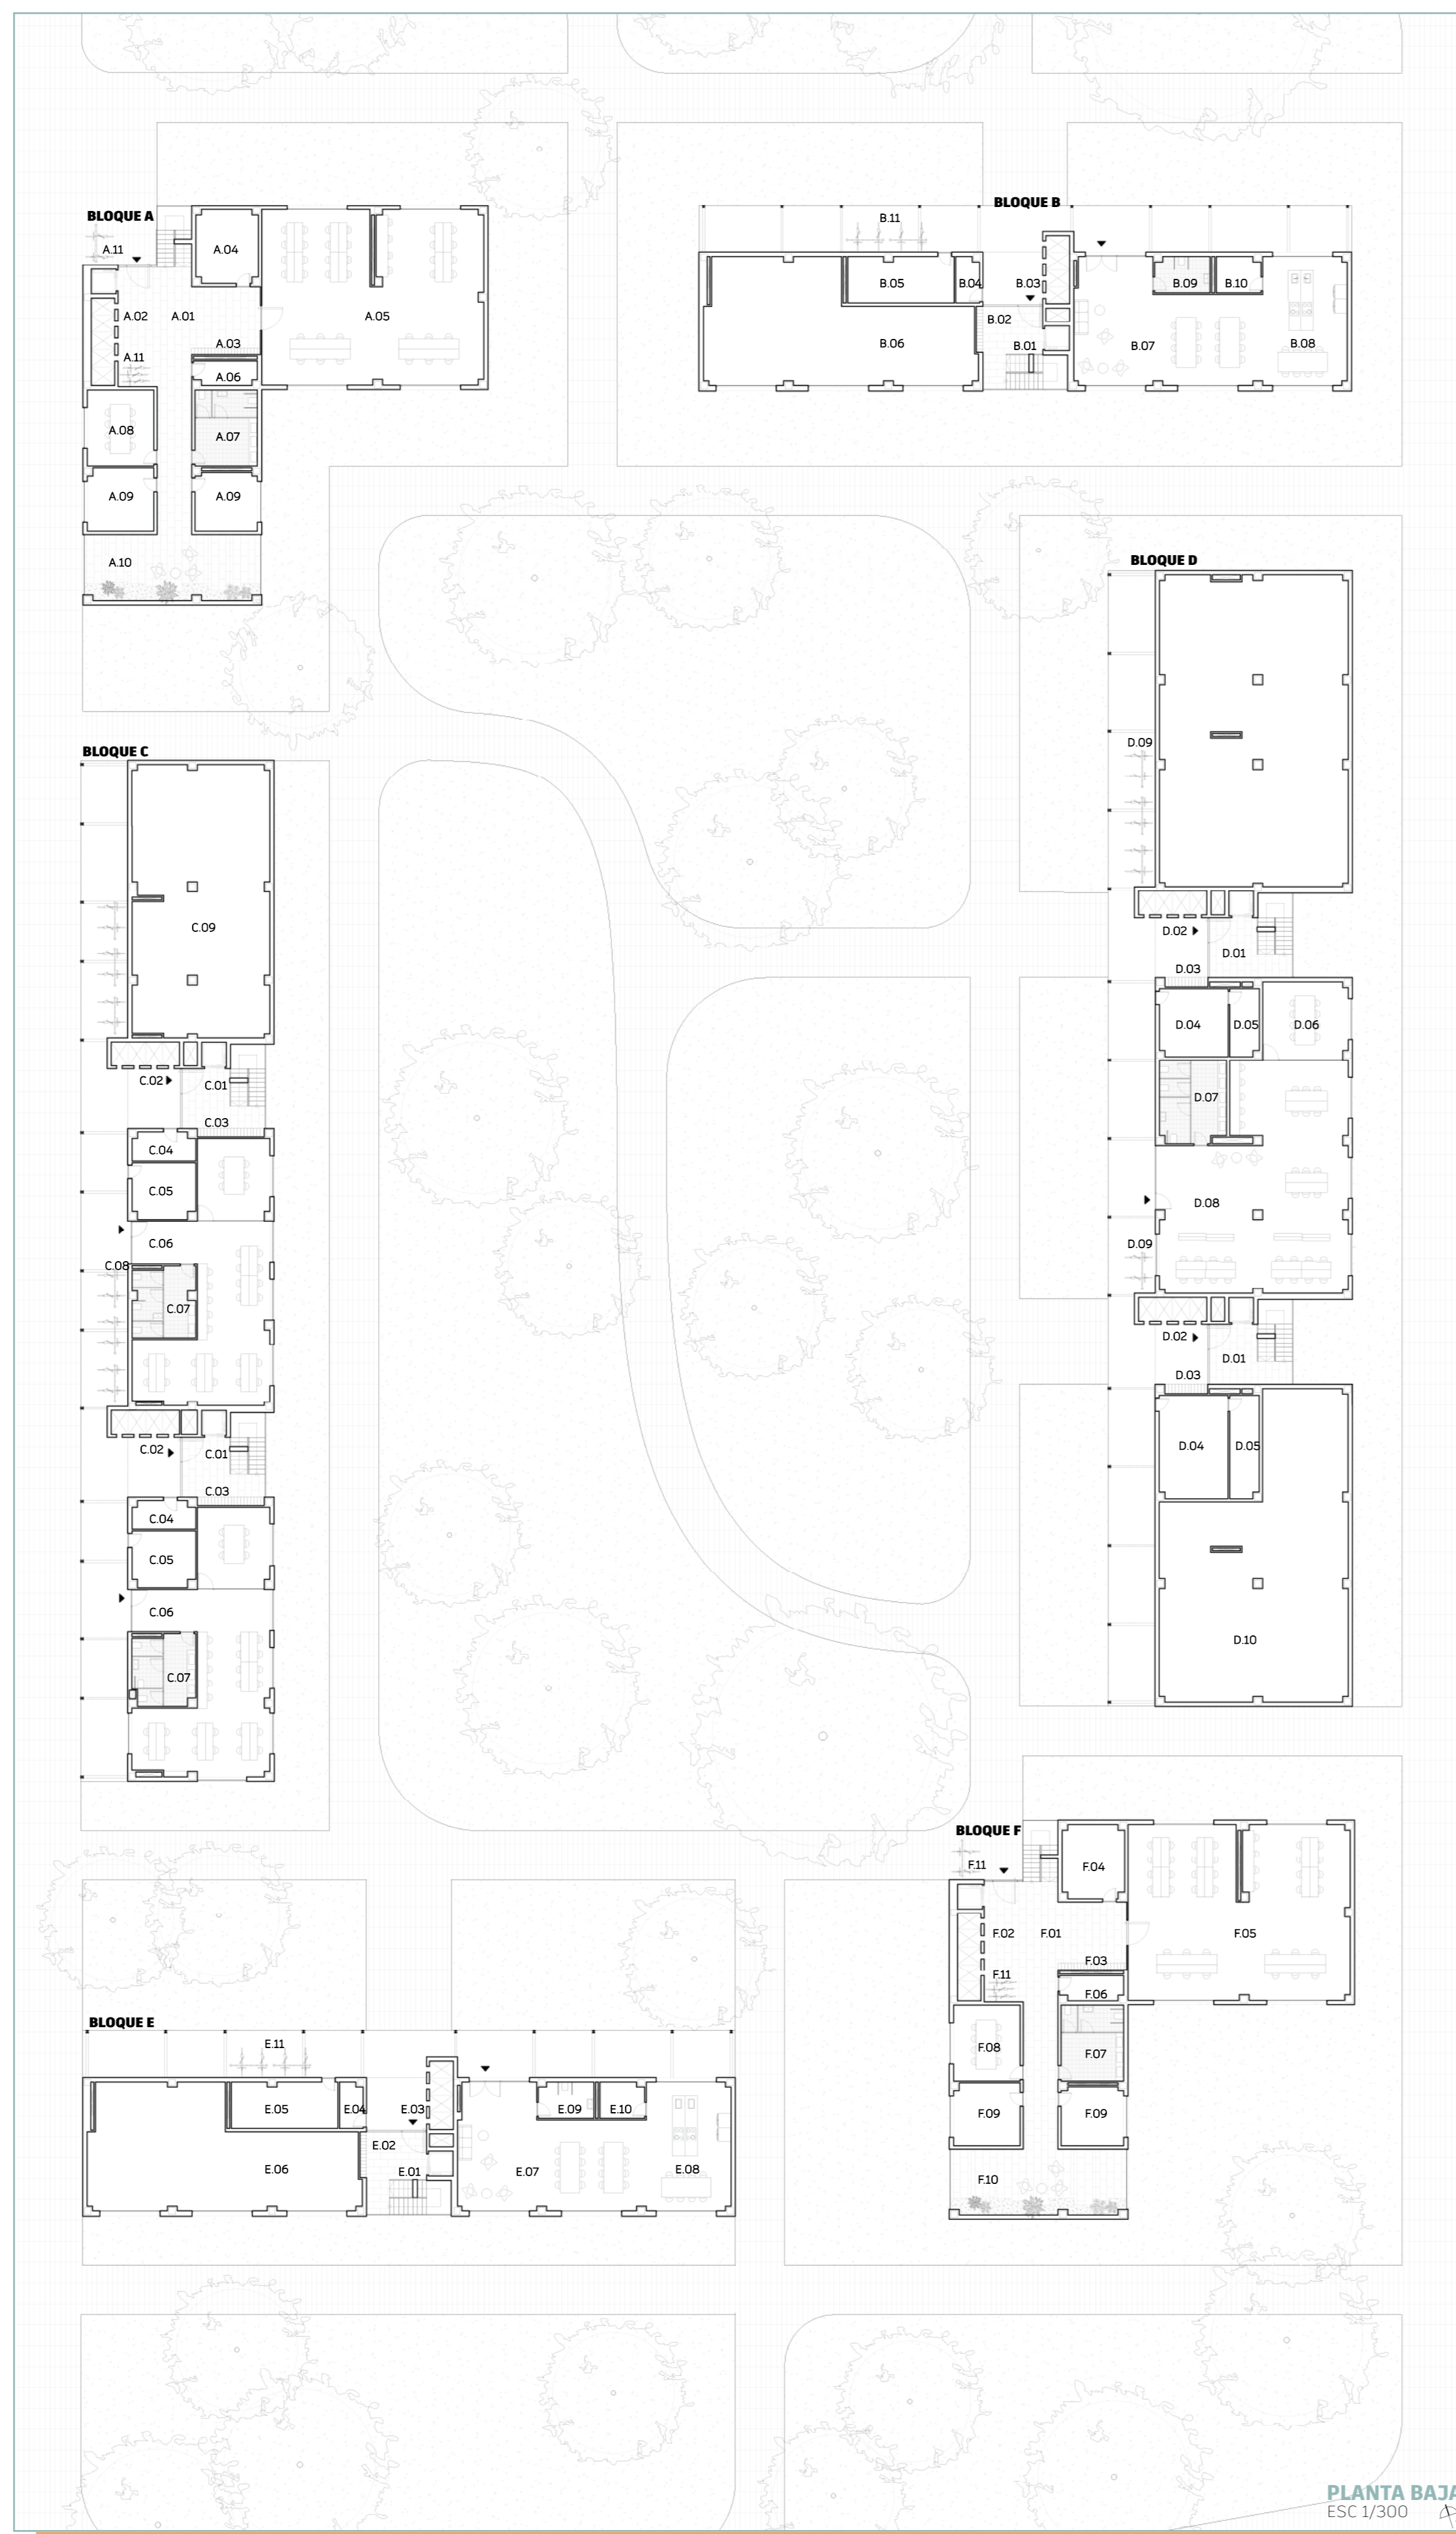 BLOQUE A
A.11
A.04
A.02
A.01
A.05
A.03
A.11
A.06
A.08
A.07
A.09
A.09
A.10
BLOQUE B
B.11
B.05
B.04
B.03
B.09
B.10
B.02
B.06
B.01
B.07
B.08
BLOQUE C
C.09
C.02
C.01
C.03
C.04
C.05
C.06
C.08
C.07
C.02
C.01
C.03
C.04
C.05
C.06
C.07
BLOQUE D
D.09
D.02
D.01
D.03
D.04
D.05
D.06
D.07
D.08
D.09
D.02
D.01
D.03
D.04
D.05
D.10
BLOQUE E
E.11
E.05
E.04
E.03
E.09
E.10
E.02
E.06
E.01
E.07
E.08
BLOQUE F
F.11
F.04
F.02
F.01
F.05
F.03
F.11
F.06
F.08
F.07
F.09
F.09
F.10
PLANTA BAJA
ESC 1/300